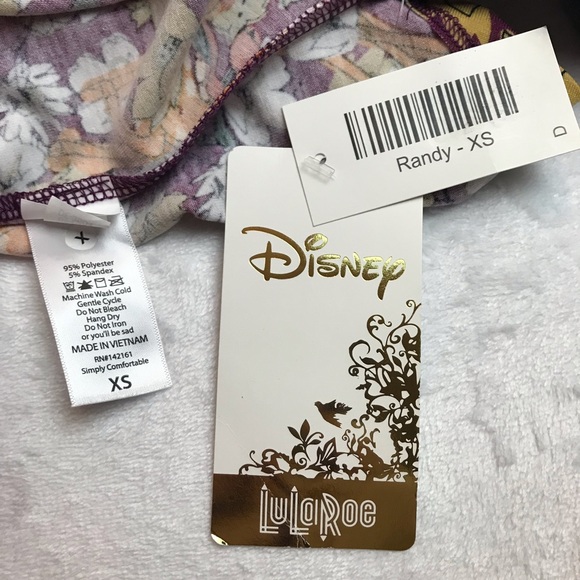 Randy - XS
D
Disney
LuLaRoe
95% Polyester
5% Spandex
Machine Wash Cold
Gentle Cycle
Do Not Bleach
Hang Dry
Do Not Iron
or you'll be sad
MADE IN VIETNAM
RN#142161
Simply Comfortable
XS